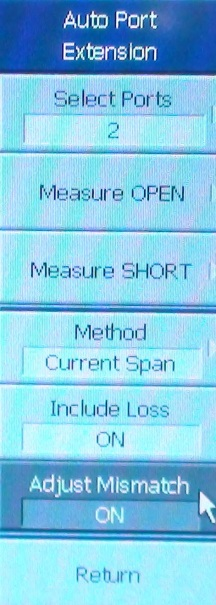 Auto Port
Extension
Select Ports
2
Measure OPEN
Measure SHORT
Method
Current Span
Include Loss
ON
Adjust Mismatch
ON
Return